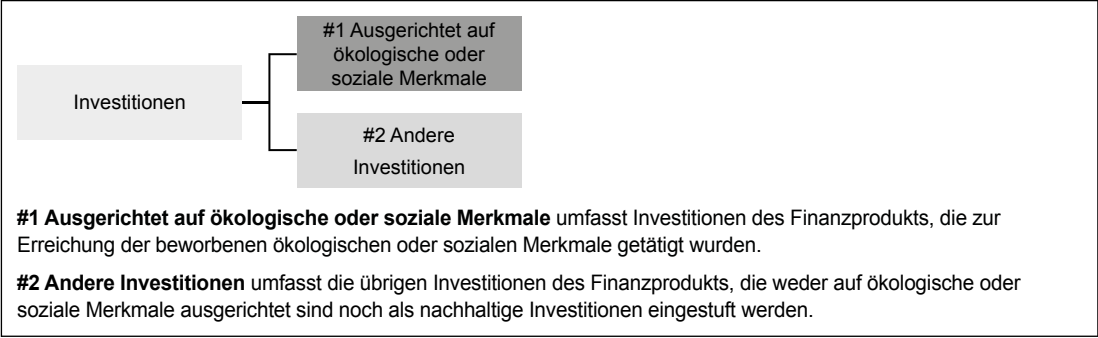 #1 Ausgerichtet auf
ökologische oder
soziale Merkmale
Investitionen
#2 Andere
Investitionen
#1 Ausgerichtet auf ökologische oder soziale Merkmale umfasst Investitionen des Finanzprodukts, die zur
Erreichung der beworbenen ökologischen oder sozialen Merkmale getätigt wurden.
#2 Andere Investitionen umfasst die übrigen Investitionen des Finanzprodukts, die weder auf ökologische oder
soziale Merkmale ausgerichtet sind noch als nachhaltige Investitionen eingestuft werden.